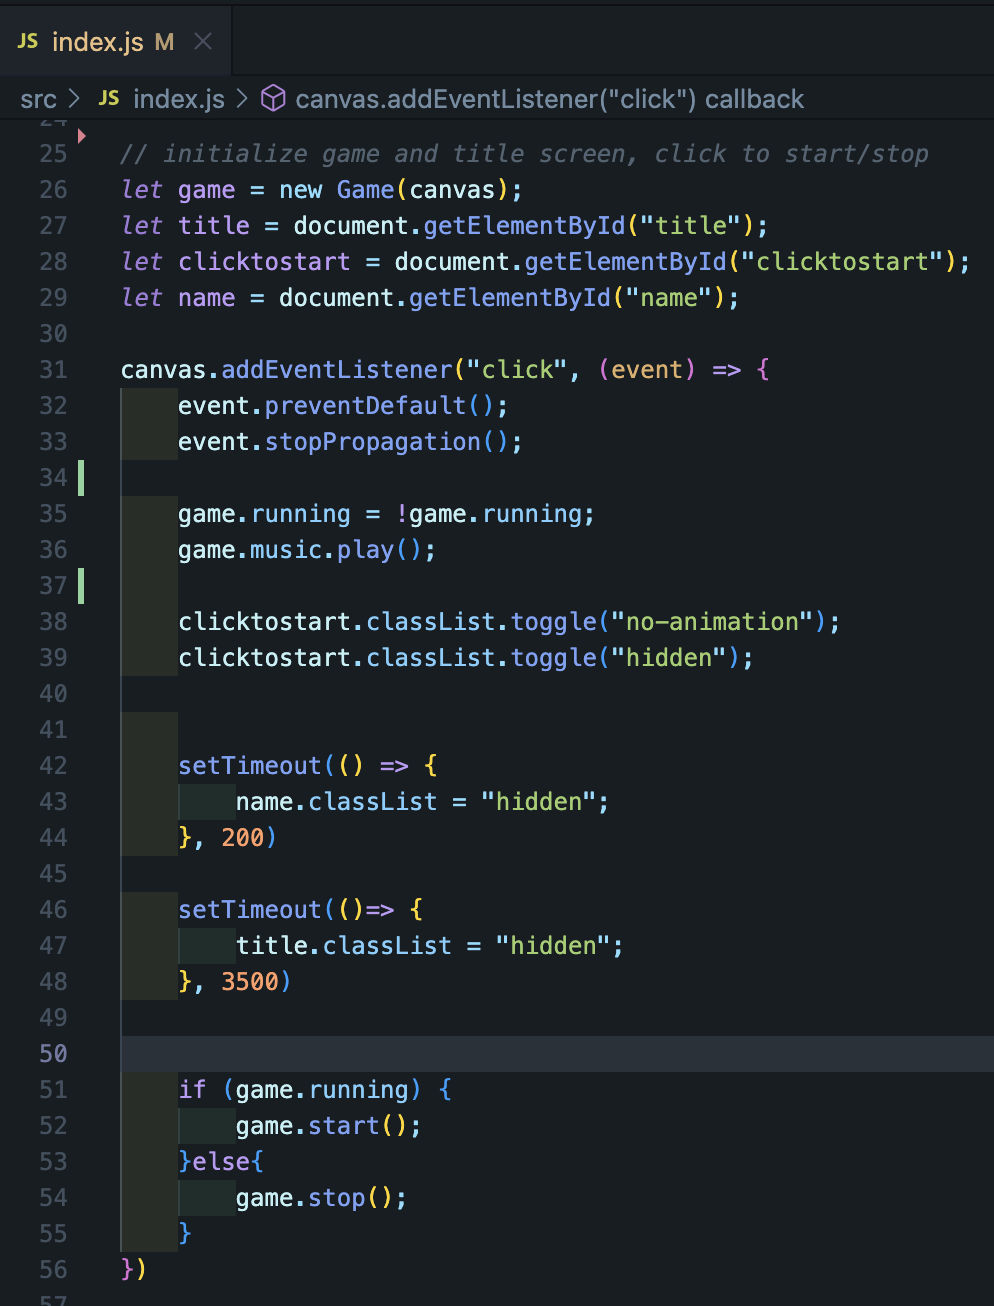 JS index.js M
src > JS index.js > canvas.addEventListener("click") callback
24
25 // initialize game and title screen, click to start/stop
26 let game = new Game(canvas);
27 let title = document.getElementById("title");
28 let clicktostart = document.getElementById("clicktostart");
29 let name = document.getElementById("name");
30
31 canvas.addEventListener("click", (event) => {
32 event.preventDefault();
33 event.stopPropagation();
34
35 game.running = !game.running;
36 game.music.play();
37
38 clicktostart.classList.toggle("no-animation");
39 clicktostart.classList.toggle("hidden");
40
41
42 setTimeout(() => {
43 name.classList = "hidden";
44 }, 200)
45
46 setTimeout(()=> {
47 title.classList = "hidden";
48 }, 3500)
49
50
51 if (game.running) {
52 game.start();
53 }else{
54 game.stop();
55 }
56 })
57